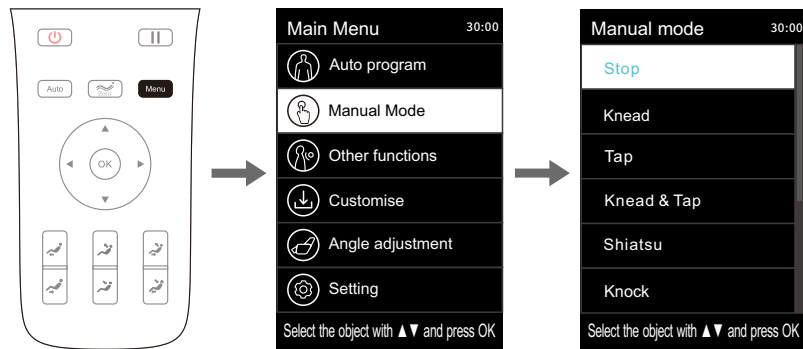 Auto
Zero
Menu
OK
Main Menu 30:00
Auto program
Manual Mode
Other functions
Customise
Angle adjustment
Setting
Select the object with ▲▼ and press OK
Manual mode 30:00
Stop
Knead
Tap
Knead & Tap
Shiatsu
Knock
Select the object with ▲▼ and press OK